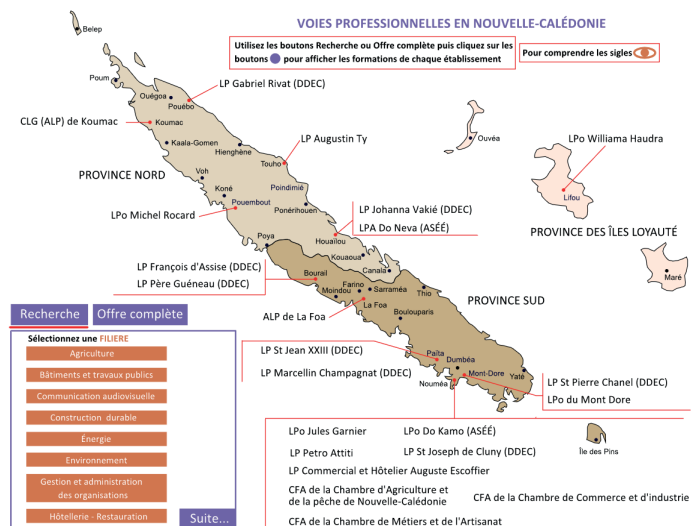 VOIES PROFESSIONNELLES EN NOUVELLE-CALÉDONIE
Utilisez les boutons Recherche ou Offre complète puis cliquez sur les
boutons pour afficher les formations de chaque établissement
Pour comprendre les sigles
Belep
Poum
Ouégoa
Pouébo
LP Gabriel Rivat (DDEC)
CLG (ALP) de Koumac
Koumac
Kaala-Gomen
Hienghène
LP Augustin Ty
Touho
Ouvéa
LPo Williama Haudra
Lifou
PROVINCE NORD
Voh
Koné
Poindimié
Pouembout
Ponérihouen
LPo Michel Rocard
LP Johanna Vakié (DDEC)
LPA Do Neva (ASÉÉ)
PROVINCE DES ÎLES LOYAUTÉ
Poya
Houaïlou
Kouaoua
Canala
Maré
LP François d'Assise (DDEC)
LP Père Guéneau (DDEC)
Bourail
Farino
Sarraméa
Moindou
La Foa
Thio
PROVINCE SUD
ALP de La Foa
Boulouparis
Recherche
Offre complète
Sélectionnez une FILIERE
Agriculture
Bâtiments et travaux publics
Communication audiovisuelle
Construction durable
Énergie
Environnement
Gestion et administration
des organisations
Hôtellerie - Restauration
Suite...
LP St Jean XXIII (DDEC)
LP Marcellin Champagnat (DDEC)
Païta
Dumbéa
Mont-Dore
Nouméa
Yaté
LP St Pierre Chanel (DDEC)
LPo du Mont Dore
Île des Pins
LPo Jules Garnier
LPo Do Kamo (ASÉÉ)
LP Petro Attiti
LP St Joseph de Cluny (DDEC)
LP Commercial et Hôtelier Auguste Escoffier
CFA de la Chambre d'Agriculture et
de la pêche de Nouvelle-Calédonie
CFA de la Chambre de Commerce et d'industrie
CFA de la Chambre de Métiers et de l'Artisanat